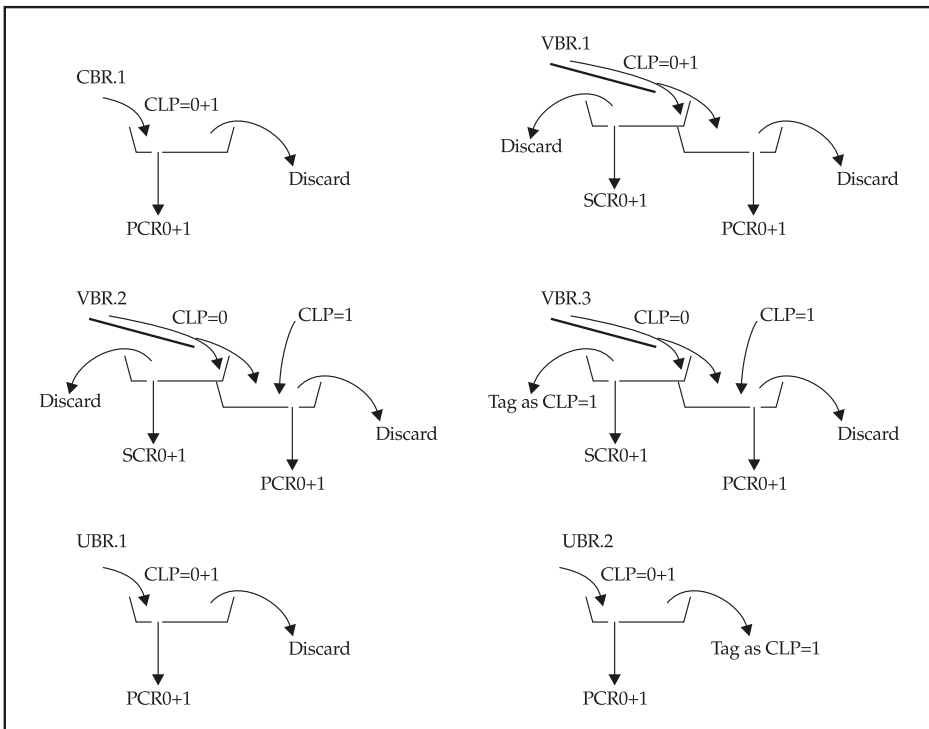 CBR.1
CLP=0+1
Discard
PCR0+1
VBR.1
CLP=0+1
Discard
SCR0+1
Discard
PCR0+1
VBR.2
CLP=0
CLP=1
Discard
SCR0+1
Discard
PCR0+1
VBR.3
CLP=0
CLP=1
Tag as CLP=1
SCR0+1
Discard
PCR0+1
UBR.1
CLP=0+1
Discard
PCR0+1
UBR.2
CLP=0+1
Tag as CLP=1
PCR0+1